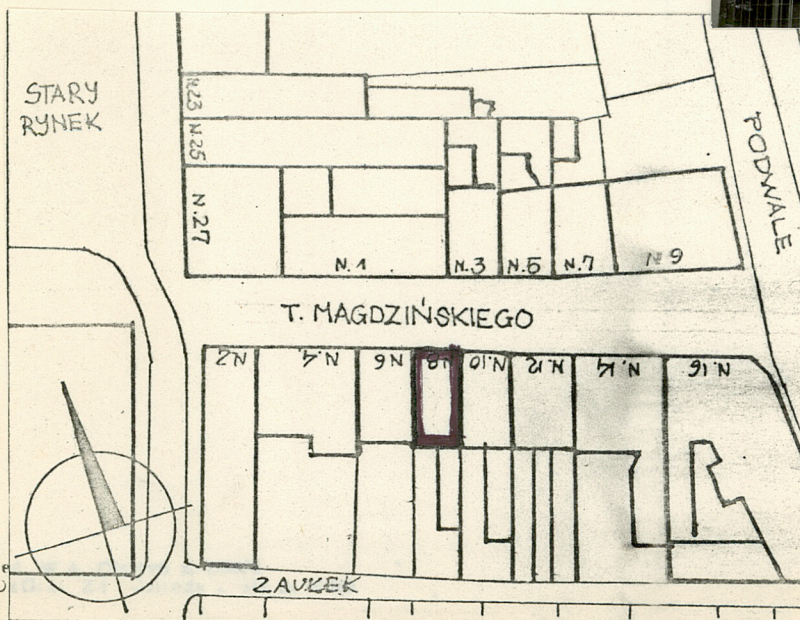 STARY
RYNEK
N.23
N.25
N.27
N.1
N.3
N.5
N.7
N 9
PODWALE
T. MAGDZIŃSKIEGO
N.2
N.4
N.6
N.8
N.10
N.12
N.14
N.16
ZAUŁEK